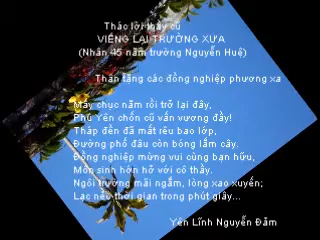 Tháo lời thầy cũ
VIẾNG LẠI TRƯỜNG XƯA
(Nhân 45 năm trường Nguyễn Huệ)
Thân tặng các đồng nghiệp phương xa
Mấy chục năm rồi trở lại đây,
Phú Yên chốn cũ vẫn vương đầy!
Tháp đền đã mất rêu bao lớp,
Đường phố đâu còn bóng lắm cây.
Đồng nghiệp mừng vui cùng bạn hữu,
Môn sinh hớn hở với cô thầy.
Ngôi trường mãi ngắm, lòng xao xuyến;
Lạc nẻo thời gian trong phút giây...
Yên Lĩnh Nguyễn Đảm